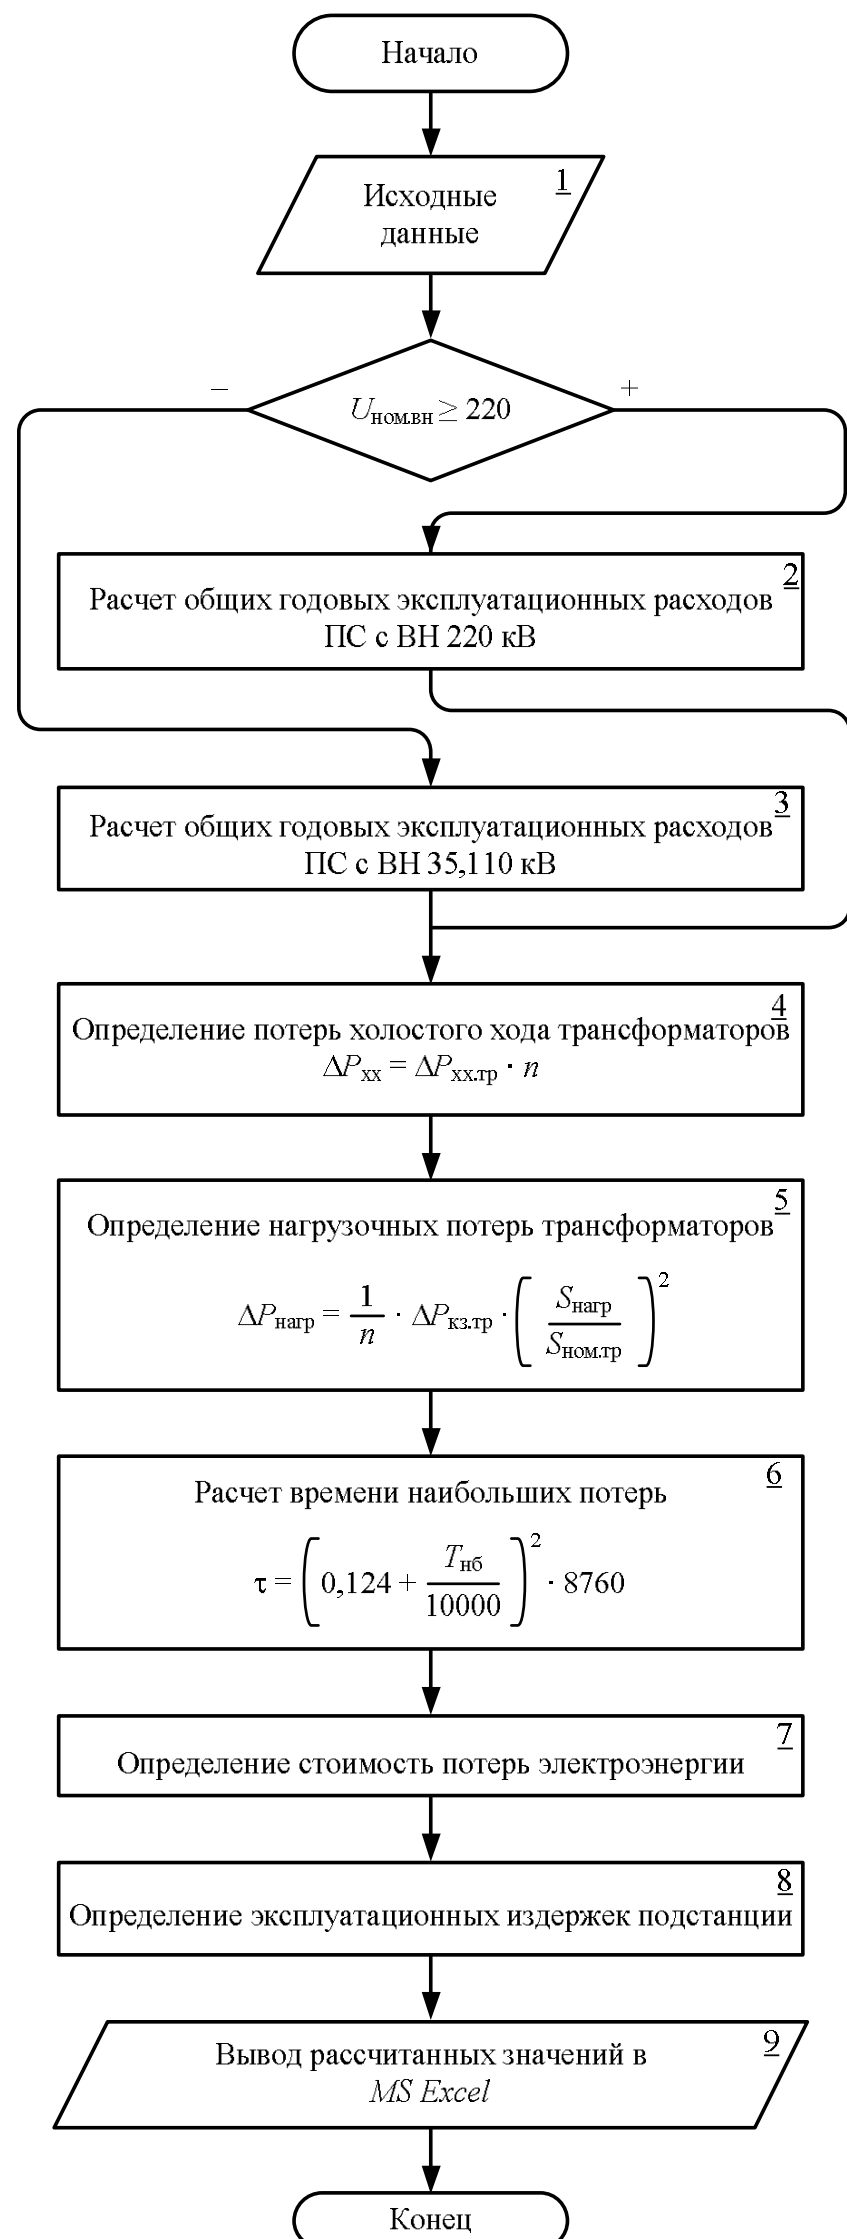 Начало
1
Исходные
данные
–
+
Uном.вн ≥ 220
2
Расчет общих годовых эксплуатационных расходов
ПС с ВН 220 кВ
3
Расчет общих годовых эксплуатационных расходов
ПС с ВН 35,110 кВ
4
Определение потерь холостого хода трансформаторов
ΔPхх = ΔPхх.тр · n
5
Определение нагрузочных потерь трансформаторов
ΔPнагр = 1/n · ΔPкз.тр · (Sнагр/Sном.тр)²
6
Расчет времени наибольших потерь
τ = (0,124 + Tнб/10000)² · 8760
7
Определение стоимость потерь электроэнергии
8
Определение эксплуатационных издержек подстанции
9
Вывод рассчитанных значений в
MS Excel
Конец